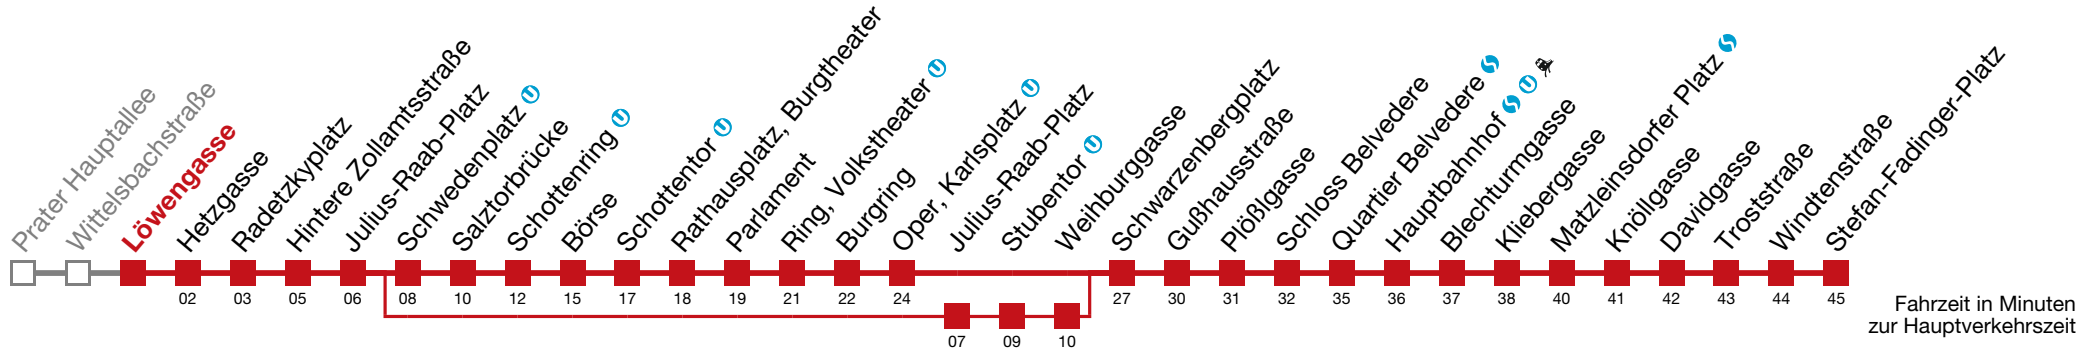 Prater Hauptallee
Wittelsbachstraße
Löwengasse
Hetzgasse
Radetzkyplatz
Hintere Zollamtsstraße
Julius-Raab-Platz
Schwedenplatz U
Salztorbrücke
Schottenring U
Börse
Schottentor U
Rathausplatz, Burgtheater
Parlament
Ring, Volkstheater U
Burgring
Oper, Karlsplatz U
Julius-Raab-Platz
Stubentor U
Weihburggasse
Schwarzenbergplatz
Gußhausstraße
Plößlgasse
Schloss Belvedere
Quartier Belvedere S
Hauptbahnhof S U
Blechturmgasse
Kliebergasse
Matzleinsdorfer Platz S
Knöllgasse
Davidgasse
Troststraße
Windtenstraße
Stefan-Fadinger-Platz
02 03 05 06 08 10 12 15 17 18 19 21 22 24 27 30 31 32 35 36 37 38 40 41 42 43 44 45
07 09 10
Fahrzeit in Minuten
zur Hauptverkehrszeit